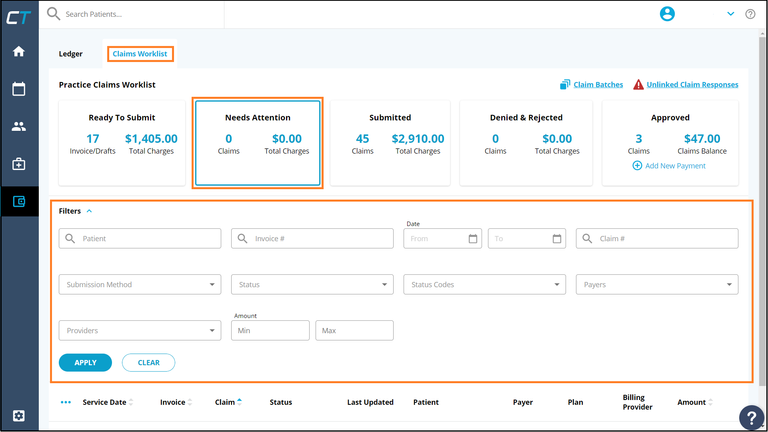 CT
Search Patients...
?
Ledger
Claims Worklist
Practice Claims Worklist
Claim Batches
Unlinked Claim Responses
Ready To Submit
17 $1,405.00
Invoice/Drafts Total Charges
Needs Attention
0 $0.00
Claims Total Charges
Submitted
45 $2,910.00
Claims Total Charges
Denied & Rejected
0 $0.00
Claims Total Charges
Approved
3 $47.00
Claims Claims Balance
Add New Payment
Filters
Patient
Invoice #
Date
From
To
Claim #
Submission Method
Status
Status Codes
Payers
Providers
Amount
Min
Max
APPLY
CLEAR
Service Date
Invoice
Claim
Status
Last Updated
Patient
Payer
Plan
Billing
Provider
Amount
?